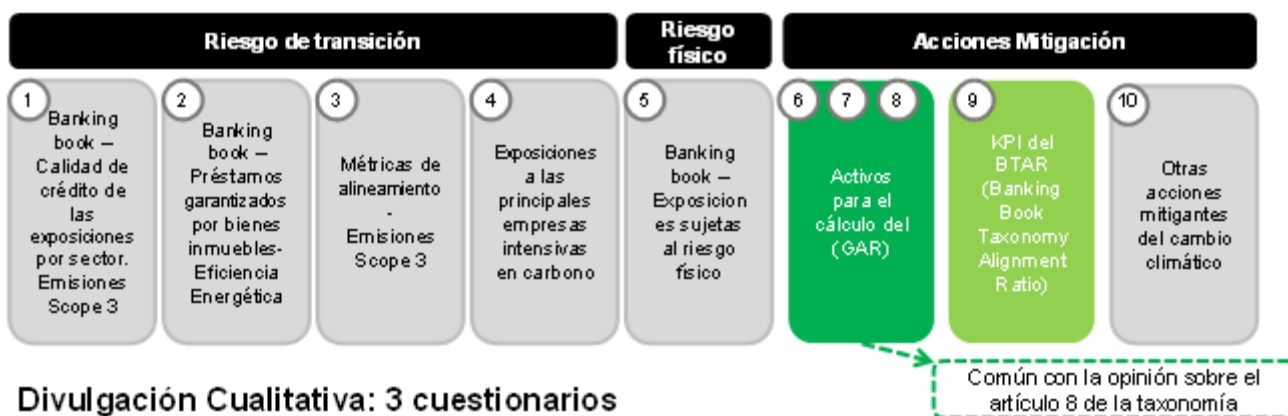 Riesgo de transición
Riesgo
físico
Acciones Mitigación
1
Banking
book –
Calidad de
crédito de
las
exposiciones
por sector.
Emisiones
Scope 3
2
Banking
book –
Préstamos
garantizados
por bienes
inmuebles-
Eficiencia
Energética
3
Métricas de
alineamiento
-
Emisiones
Scope 3
4
Exposiciones
a las
principales
empresas
intensivas
en carbono
5
Banking
book –
Exposicion
es sujetas
al riesgo
físico
6 7 8
Activos
para el
cálculo del
(GAR)
9
KPI del
BTAR
(Banking
Book
Taxonomy
Alignment
Ratio)
10
Otras
acciones
mitigantes
del cambio
climático
Común con la opinión sobre el
artículo 8 de la taxonomía
Divulgación Cualitativa: 3 cuestionarios